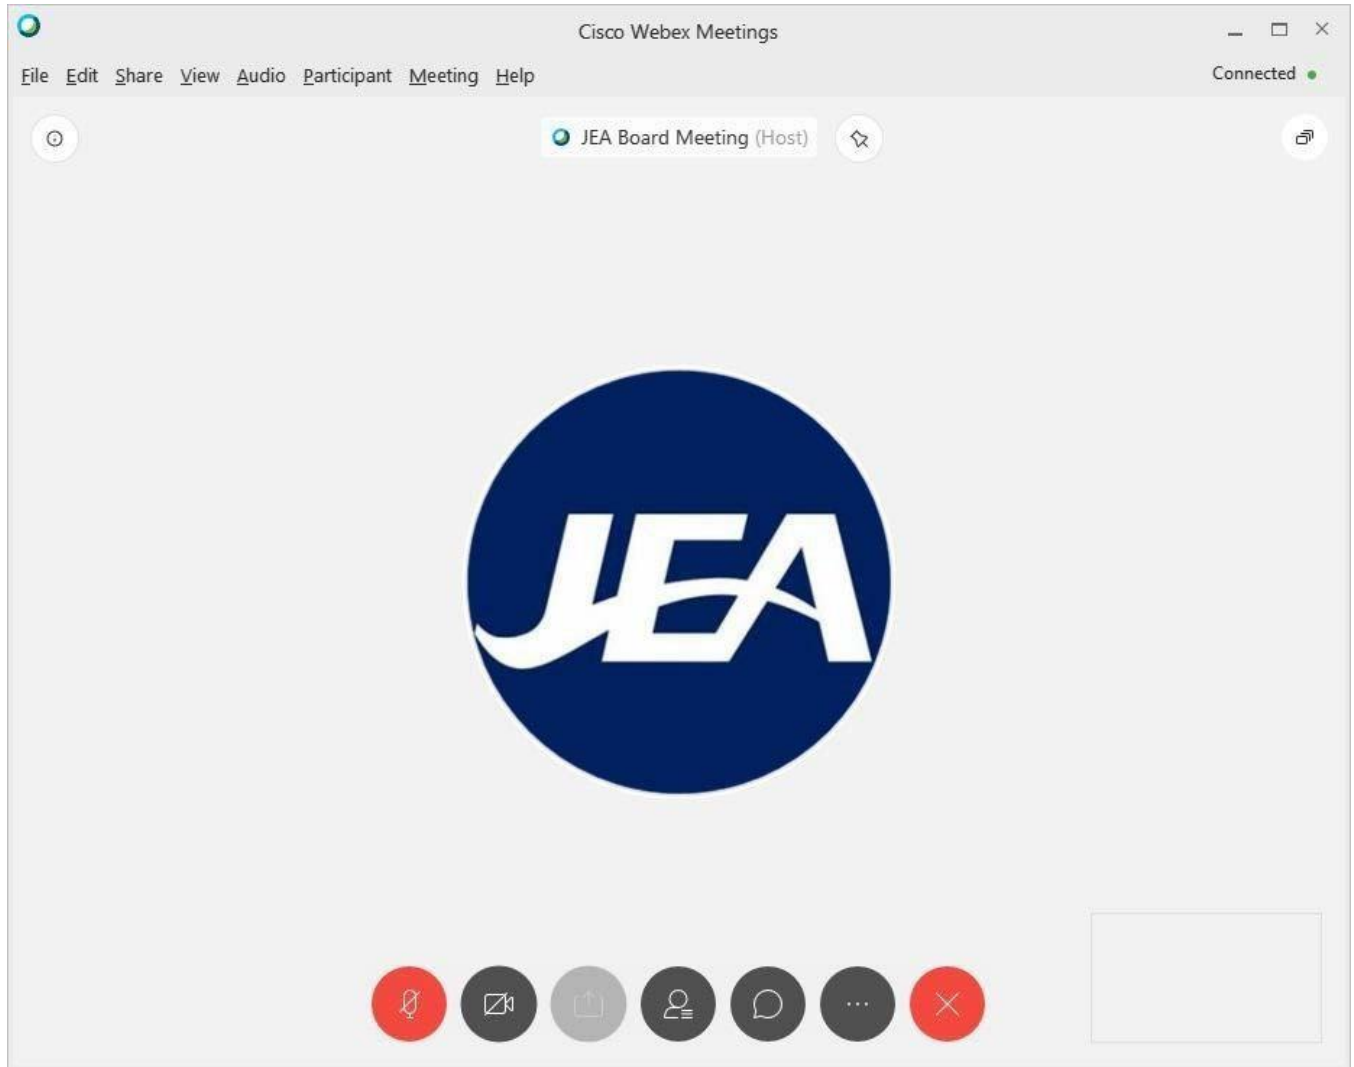 Cisco Webex Meetings
File Edit Share View Audio Participant Meeting Help
Connected
JEA Board Meeting (Host)
JEA